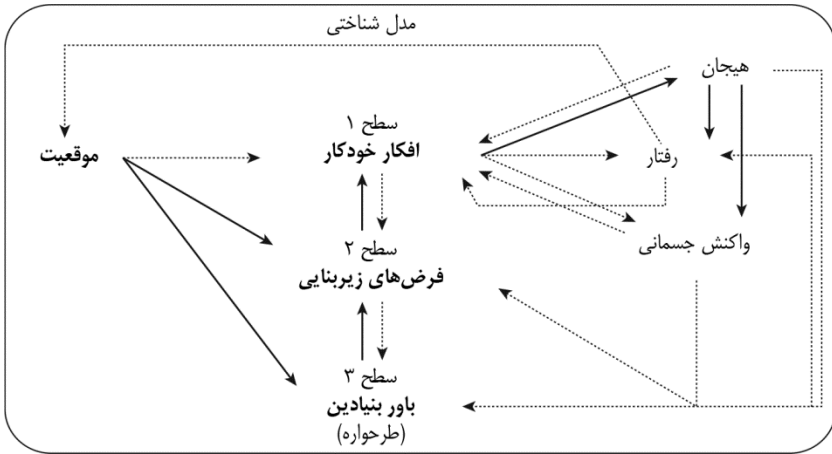 مدل شناختی
هیجان
سطح ۱
افکار خودکار
موقعیت
رفتار
سطح ۲
فرض‌های زیربنایی
واکنش جسمانی
سطح ۳
باور بنیادین
(طرحواره)